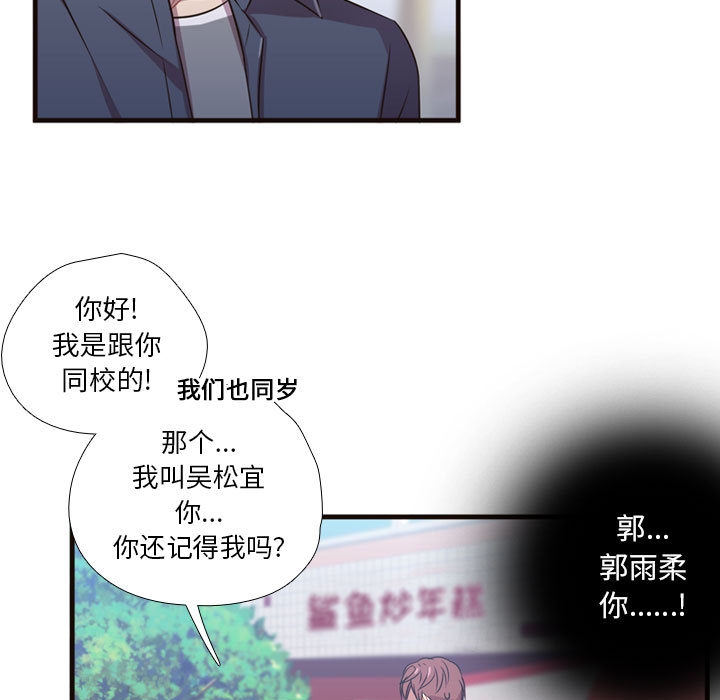 你好!
我是跟你
同校的!
我们也同岁
那个...
我叫吴松宜
你...
你还记得我吗?
郭...
郭雨柔
你......!
鲨鱼炒年糕